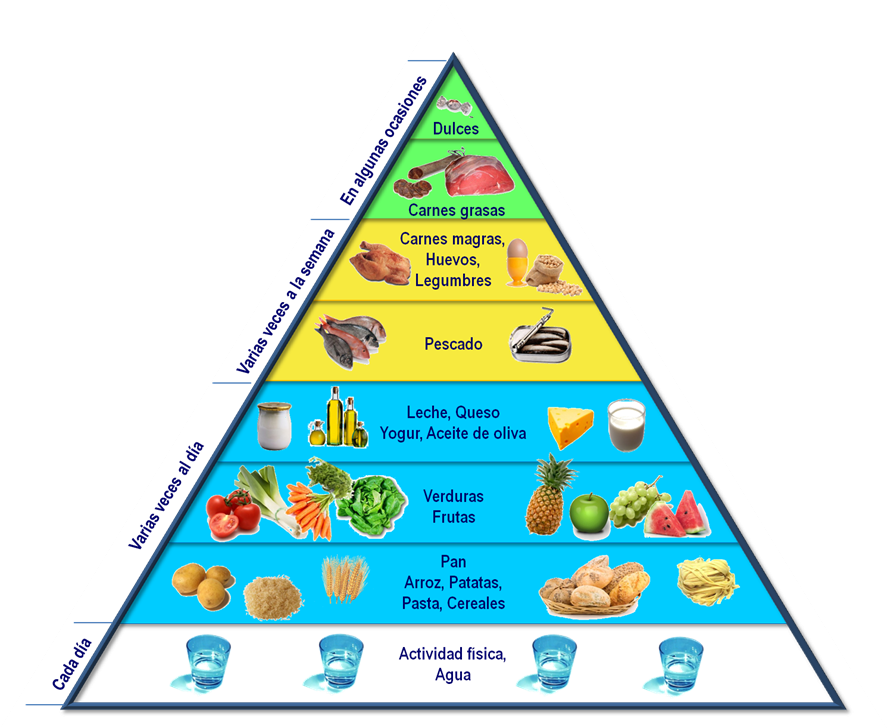 En algunas ocasiones
Dulces
Carnes grasas
Varias veces a la semana
Carnes magras,
Huevos,
Legumbres
Pescado
Varias veces al día
Leche, Queso
Yogur, Aceite de oliva
Verduras
Frutas
Pan
Arroz, Patatas,
Pasta, Cereales
Cada día
Actividad fisica,
Agua